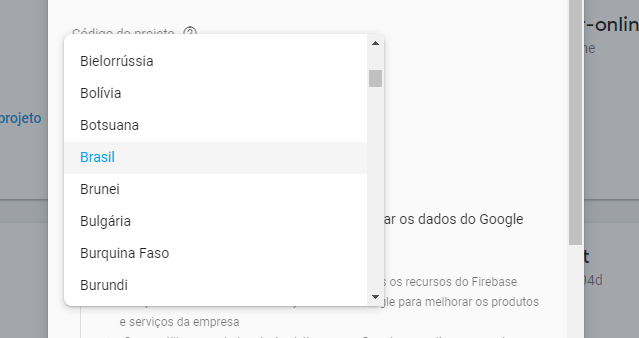 Código do projeto
r-onlin
ne
Bielorrússia
Bolívia
projeto
Botsuana
Brasil
Brunei
Bulgária
ar os dados do Google
Burquina Faso
t
s os recursos do Firebase
04d
Burundi
gle para melhorar os produtos
e serviços da empresa